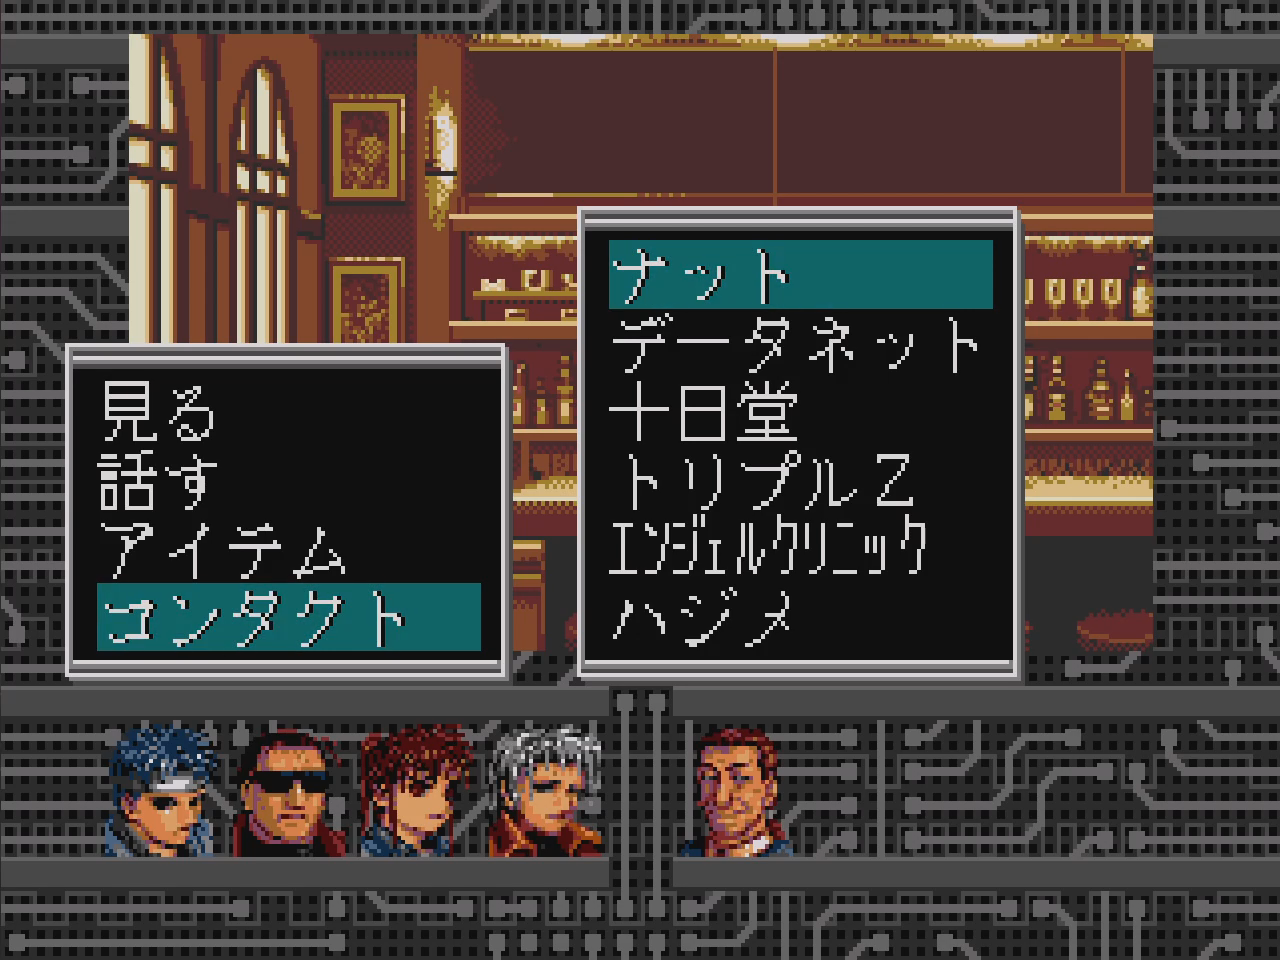 見る
話す
アイテム
コンタクト
ナット
データネット
十日堂
トリプルZ
エンジェルクリニック
ハジメ